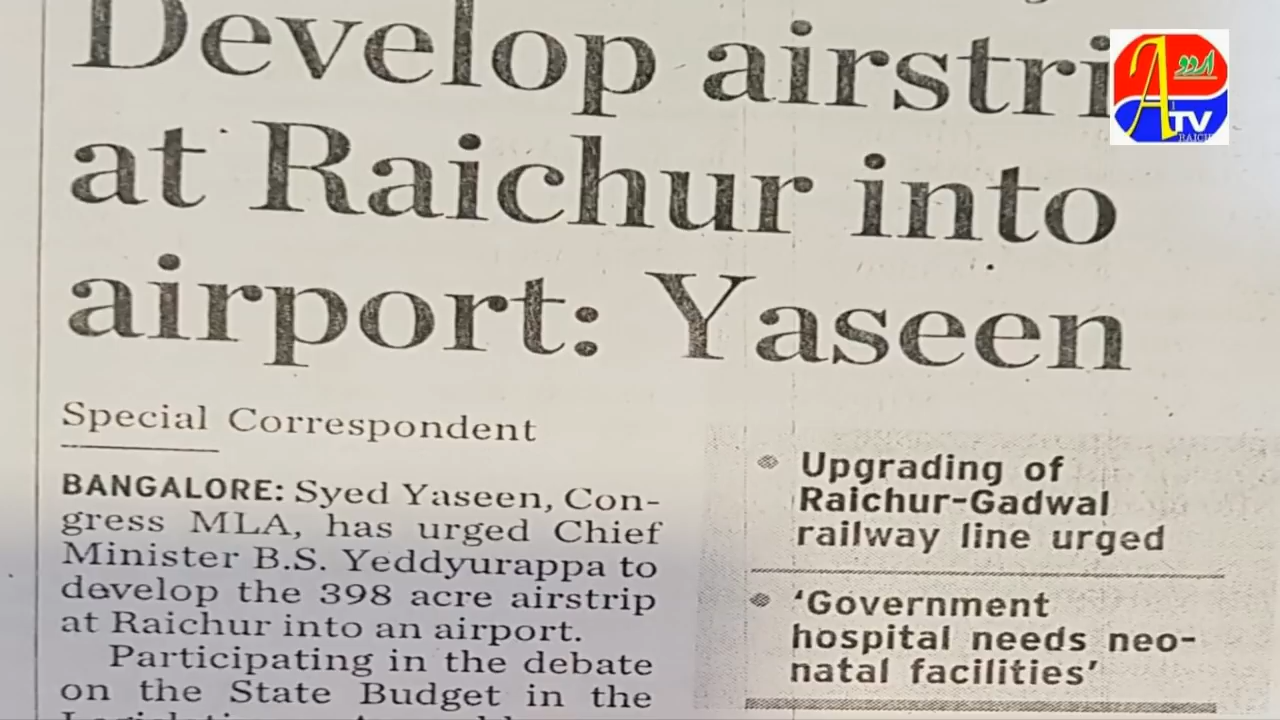 Develop airstri
at Raichur into
airport: Yaseen
Special Correspondent
BANGALORE: Syed Yaseen, Con-
gress MLA, has urged Chief
Minister B.S. Yeddyurappa to
develop the 398 acre airstrip
at Raichur into an airport.
Participating in the debate
on the State Budget in the
Upgrading of
Raichur-Gadwal
railway line urged
'Government
hospital needs neo-
natal facilities'
A اردو
TV